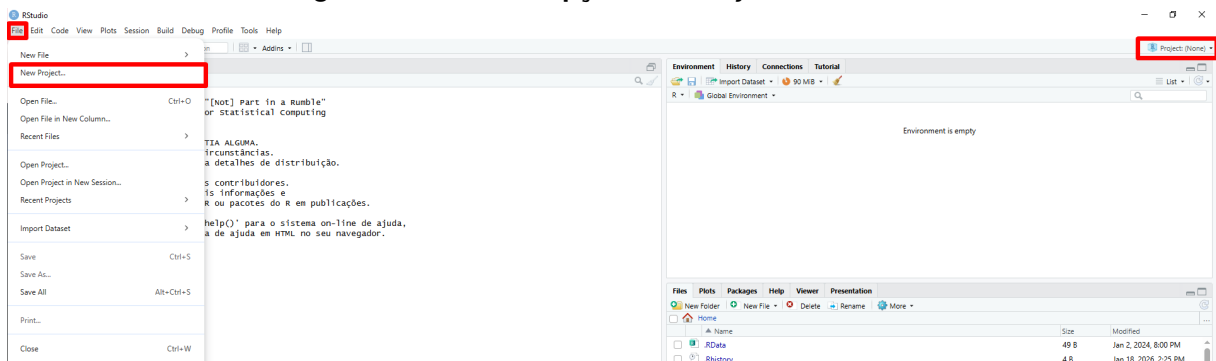 RStudio
File Edit Code View Plots Session Build Debug Profile Tools Help
Addins
Project: (None)
New File
New Project...
Open File... Ctrl+O
Open File in New Column...
Recent Files
Open Project...
Open Project in New Session...
Recent Projects
Import Dataset
Save Ctrl+S
Save As...
Save All Alt+Ctrl+S
Print...
Close Ctrl+W
"[Not] Part in a Rumble"
or Statistical Computing
TIA ALGUMA.
ircunstâncias.
a detalhes de distribuição.
s contribuidores.
is informações e
R ou pacotes do R em publicações.
help()' para o sistema on-line de ajuda,
a de ajuda em HTML no seu navegador.
Environment History Connections Tutorial
Import Dataset 90 MiB List
R Global Environment
Environment is empty
Files Plots Packages Help Viewer Presentation
New Folder New File Delete Rename More
Home
Name Size Modified
.RData 49 B Jan 2, 2024, 8:00 PM
.Rhistory 4 B Jan 18, 2026, 2:25 PM